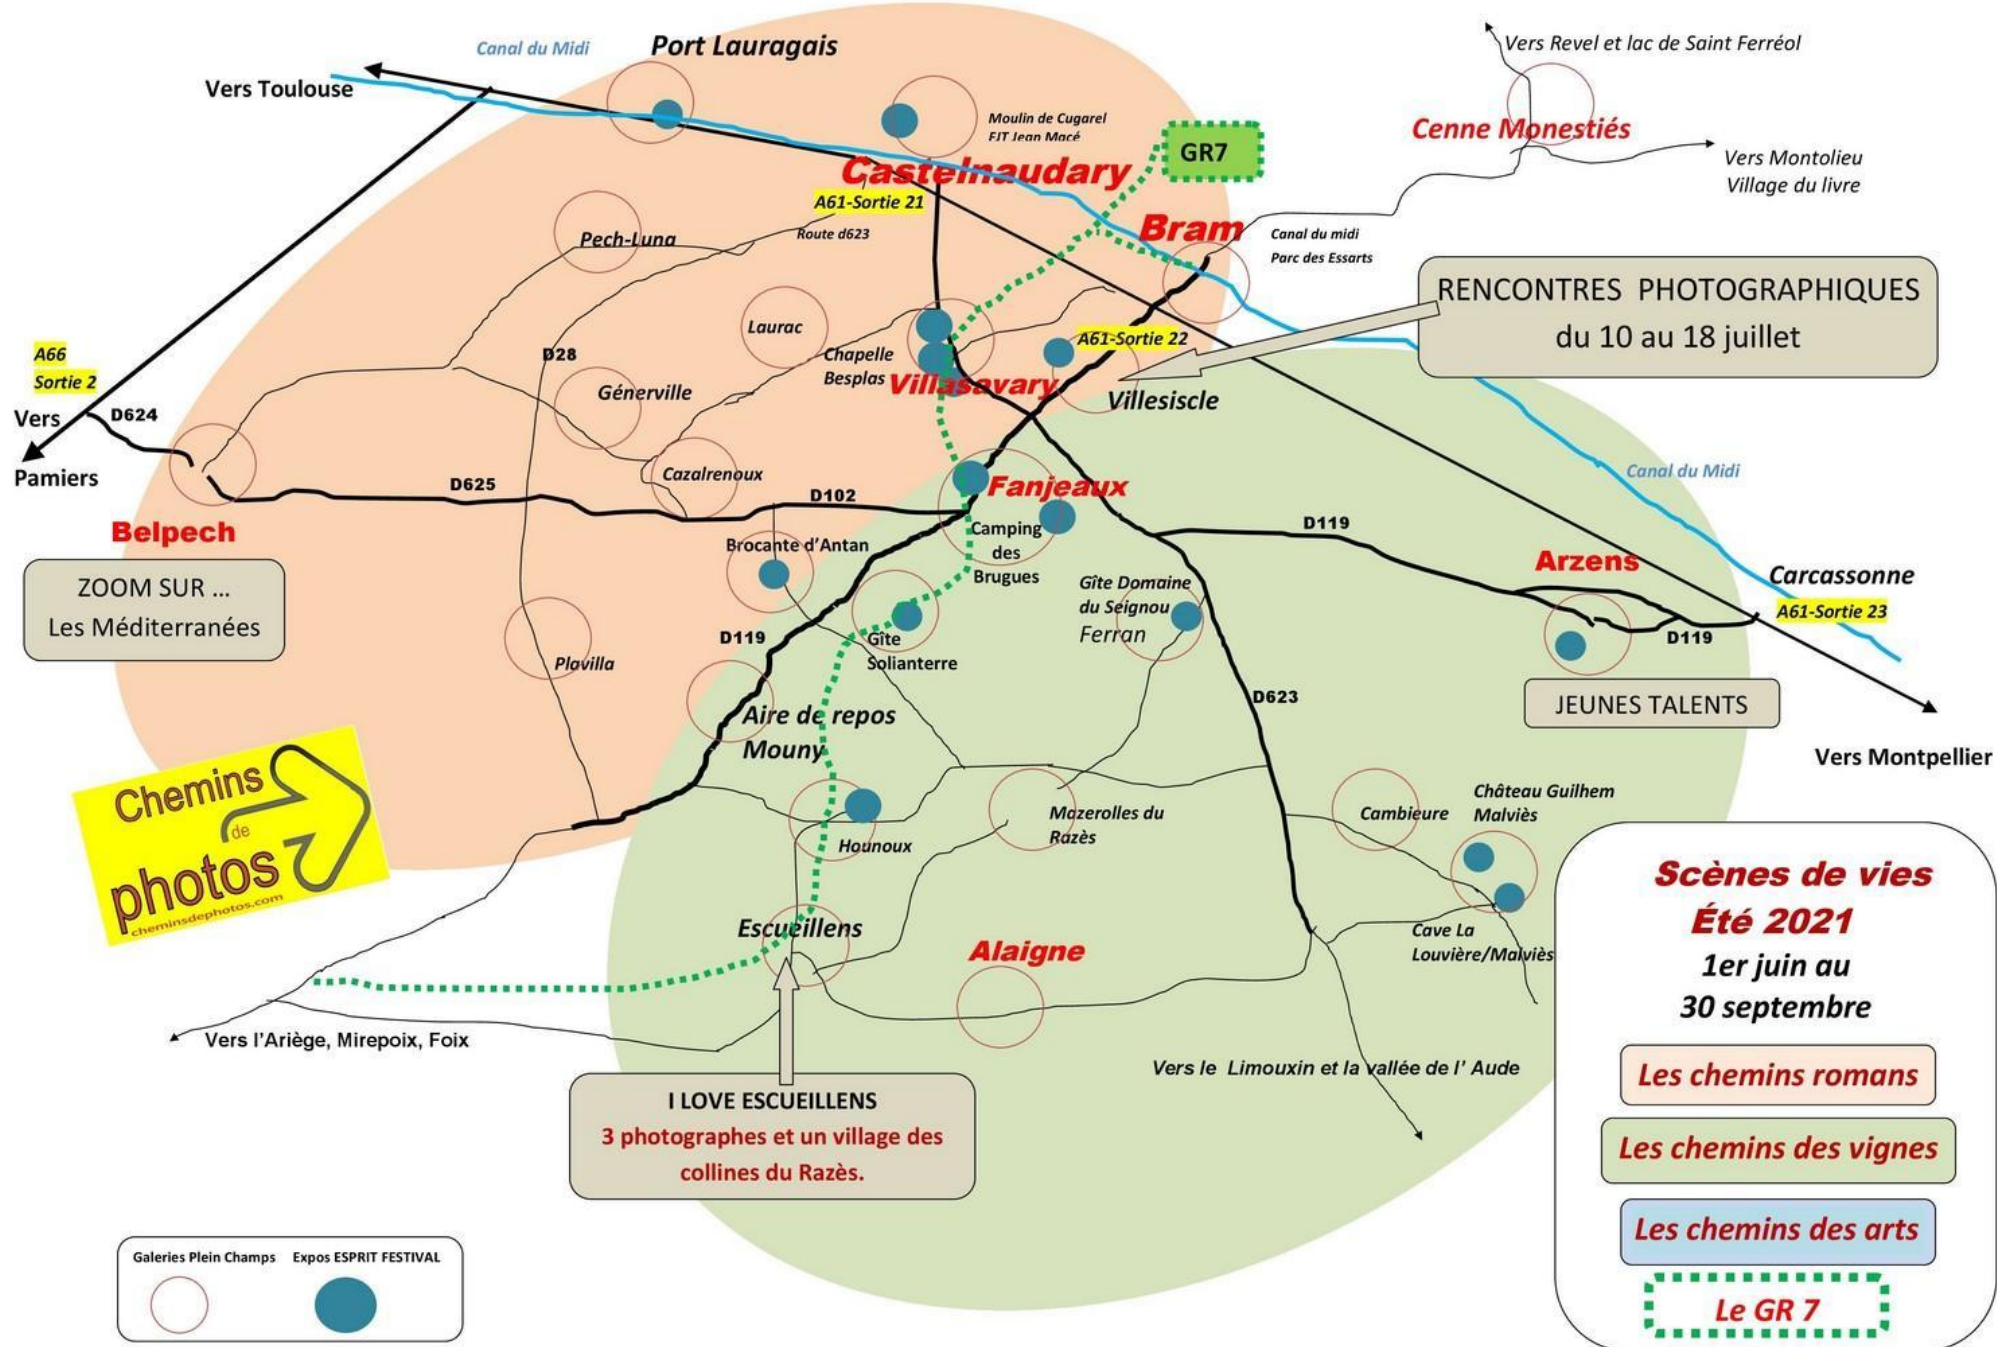 Canal du Midi
Port Lauragais
Vers Toulouse
Vers Revel et lac de Saint Ferréol
Cenne Monestiés
Vers Montolieu
Village du livre
Moulin de Cugarel
FJT Jean Macé
GR7
Castelnaudary
A61-Sortie 21
Route d623
Pech-Luna
Bram
Canal du midi
Parc des Essarts
RENCONTRES PHOTOGRAPHIQUES
du 10 au 18 juillet
A66
Sortie 2
Vers
Pamiers
D624
D28
Laurac
Chapelle
Besplas
Villasavary
A61-Sortie 22
Villesiscle
Génerville
Cazalrenoux
D625
D102
Fanjeaux
Camping
des
Brugues
Canal du Midi
Belpech
ZOOM SUR ...
Les Méditerranées
Brocante d'Antan
D119
Gîte
Solianterre
Gîte Domaine
du Seignou
Ferran
D119
Arzens
Carcassonne
A61-Sortie 23
D119
JEUNES TALENTS
Vers Montpellier
Plavilla
D623
Aire de repos
Mouny
Chemins
de
photos
cheminsdephotos.com
Hounoux
Mazerolles du
Razès
Cambieure
Château Guilhem
Malviès
Cave La
Louvière/Malviès
Escueillens
Alaigne
Vers l'Ariège, Mirepoix, Foix
Vers le Limouxin et la vallée de l' Aude
I LOVE ESCUEILLENS
3 photographes et un village des
collines du Razès.
Scènes de vies
Été 2021
1er juin au
30 septembre
Les chemins romans
Les chemins des vignes
Les chemins des arts
Le GR 7
Galeries Plein Champs
Expos ESPRIT FESTIVAL